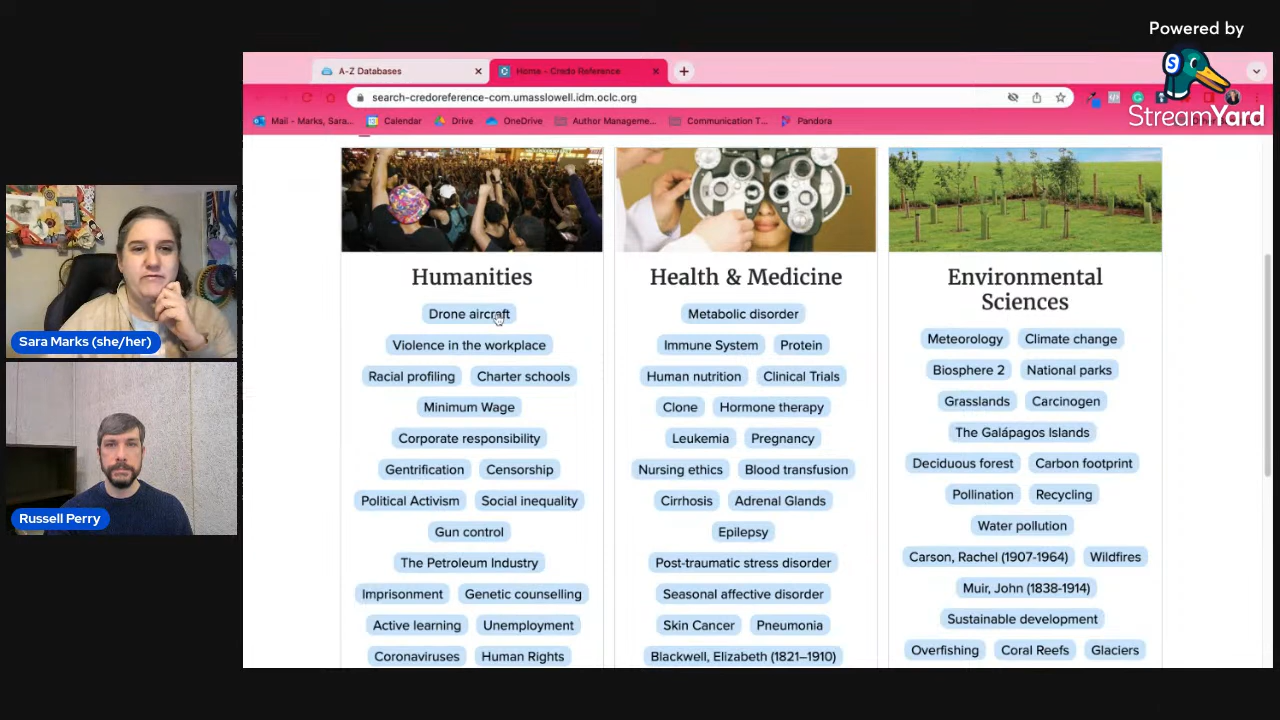 Powered by
StreamYard
A-Z Databases
Home - Credo Reference
search-credoreference-com.umasslowell.idm.oclc.org
Mail - Marks, Sara... Calendar Drive OneDrive Author Manageme... Communication T... Pandora
Humanities
Drone aircraft
Violence in the workplace
Racial profiling Charter schools
Minimum Wage
Corporate responsibility
Gentrification Censorship
Political Activism Social inequality
Gun control
The Petroleum Industry
Imprisonment Genetic counselling
Active learning Unemployment
Coronaviruses Human Rights
Health & Medicine
Metabolic disorder
Immune System Protein
Human nutrition Clinical Trials
Clone Hormone therapy
Leukemia Pregnancy
Nursing ethics Blood transfusion
Cirrhosis Adrenal Glands
Epilepsy
Post-traumatic stress disorder
Seasonal affective disorder
Skin Cancer Pneumonia
Blackwell, Elizabeth (1821–1910)
Environmental
Sciences
Meteorology Climate change
Biosphere 2 National parks
Grasslands Carcinogen
The Galápagos Islands
Deciduous forest Carbon footprint
Pollination Recycling
Water pollution
Carson, Rachel (1907-1964) Wildfires
Muir, John (1838-1914)
Sustainable development
Overfishing Coral Reefs Glaciers
Sara Marks (she/her)
Russell Perry